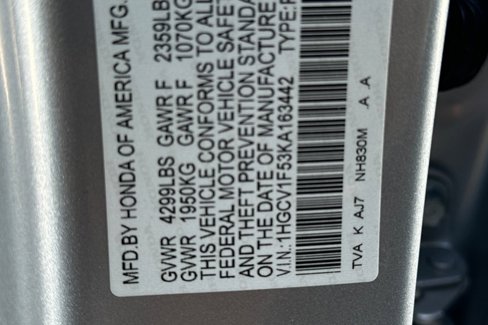 MFD.BY HONDA OF AMERICA MFG.
GVWR 4299LBS GAWR F 2359LB
GVWR 1950KG GAWR F 1070KG
THIS VEHICLE CONFORMS TO ALL
FEDERAL MOTOR VEHICLE SAFE
AND THEFT PREVENTION STANDA
ON THE DATE OF MANUFACTURE
V.I.N.: 1HGCV1F53KA163442 TYPE:P
TVA K AJ7 NH830M .A .A